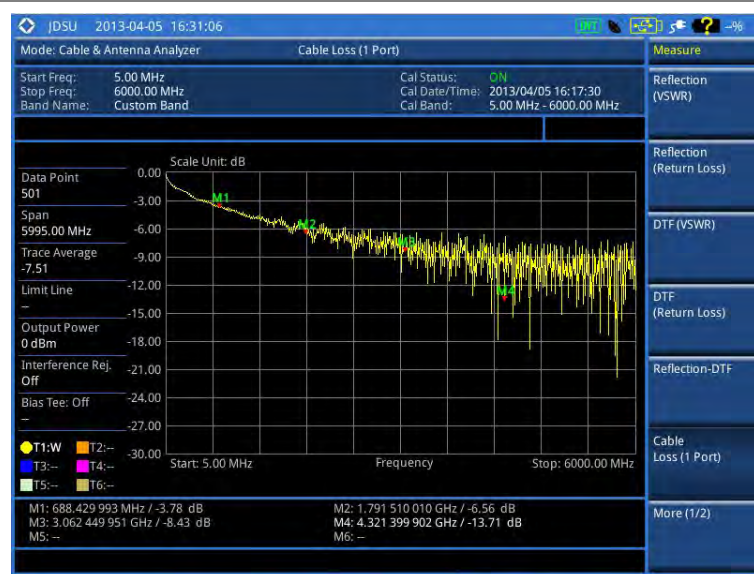 JDSU 2013-04-05 16:31:06 INT --%
Mode: Cable & Antenna Analyzer Cable Loss (1 Port) Measure
Start Freq: 5.00 MHz Cal Status: ON
Stop Freq: 6000.00 MHz Cal Date/Time: 2013/04/05 16:17:30
Band Name: Custom Band Cal Band: 5.00 MHz - 6000.00 MHz
Reflection
(VSWR)
Reflection
(Return Loss)
DTF (VSWR)
DTF
(Return Loss)
Reflection-DTF
Cable
Loss (1 Port)
More (1/2)
Scale Unit: dB
Data Point
501
Span
5995.00 MHz
Trace Average
-7.51
Limit Line
--
Output Power
0 dBm
Interference Rej.
Off
Bias Tee: Off
--
T1:W T2:--
T3:-- T4:--
T5:-- T6:--
0.00
-3.00
-6.00
-9.00
-12.00
-15.00
-18.00
-21.00
-24.00
-27.00
-30.00
M1
M2
M3
M4
Start: 5.00 MHz Frequency Stop: 6000.00 MHz
M1: 688.429 993 MHz / -3.78 dB M2: 1.791 510 010 GHz / -6.56 dB
M3: 3.062 449 951 GHz / -8.43 dB M4: 4.321 399 902 GHz / -13.71 dB
M5: -- M6: --